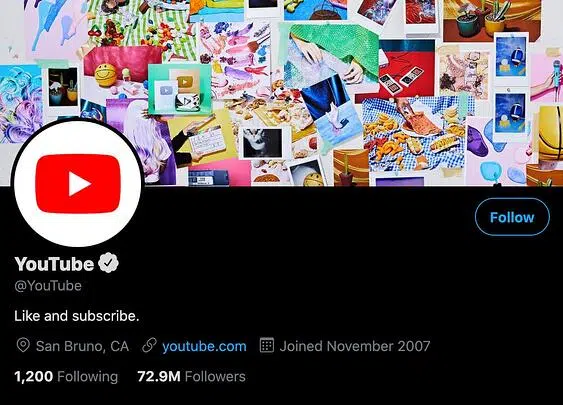 Follow
YouTube
@YouTube
Like and subscribe.
San Bruno, CA youtube.com Joined November 2007
1,200 Following 72.9M Followers